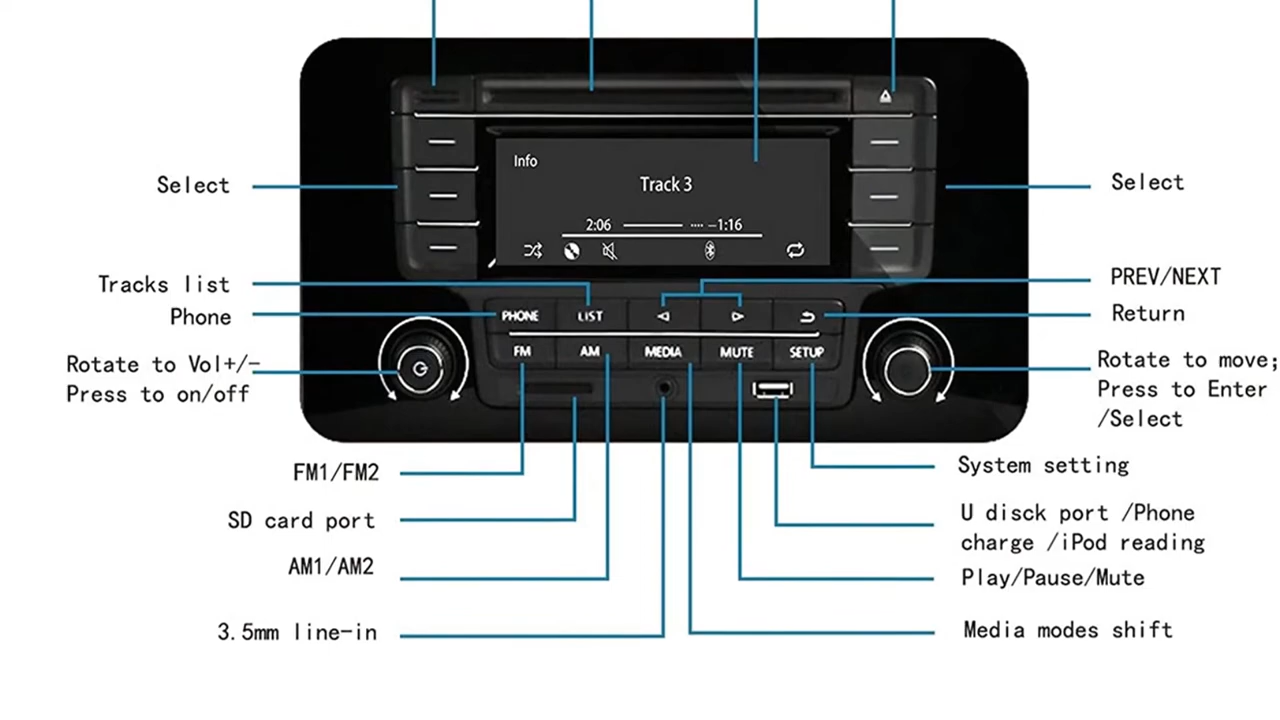 Info
Track 3
Select
Select
2:06
-1:16
Tracks list
PREV/NEXT
Phone
PHONE
LIST
Return
Rotate to Vol+/-
Press to on/off
FM
AM
MEDIA
MUTE
SETUP
Rotate to move;
Press to Enter
/Select
FM1/FM2
System setting
SD card port
U disck port /Phone
charge /iPod reading
AM1/AM2
Play/Pause/Mute
3.5mm line-in
Media modes shift